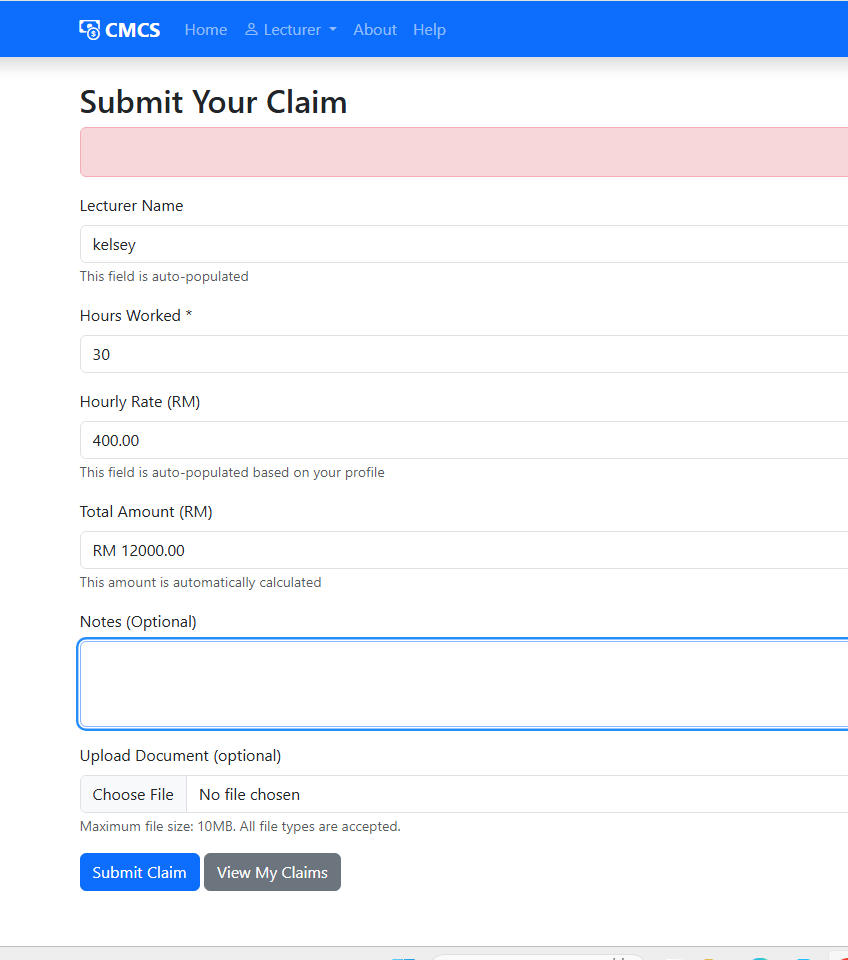 CMCS Home Lecturer About Help
Submit Your Claim
Lecturer Name
kelsey
This field is auto-populated
Hours Worked *
30
Hourly Rate (RM)
400.00
This field is auto-populated based on your profile
Total Amount (RM)
RM 12000.00
This amount is automatically calculated
Notes (Optional)
Upload Document (optional)
Choose File No file chosen
Maximum file size: 10MB. All file types are accepted.
Submit Claim View My Claims